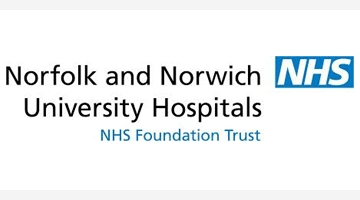 Norfolk and Norwich NHS
University Hospitals
NHS Foundation Trust